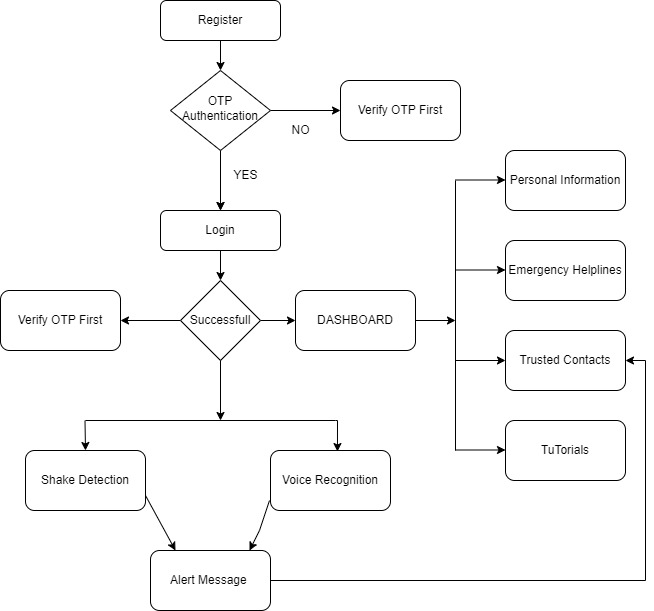 Register
OTP
Authentication
Verify OTP First
NO
YES
Personal Information
Login
Emergency Helplines
Verify OTP First
Successfull
DASHBOARD
Trusted Contacts
TuTorials
Shake Detection
Voice Recognition
Alert Message